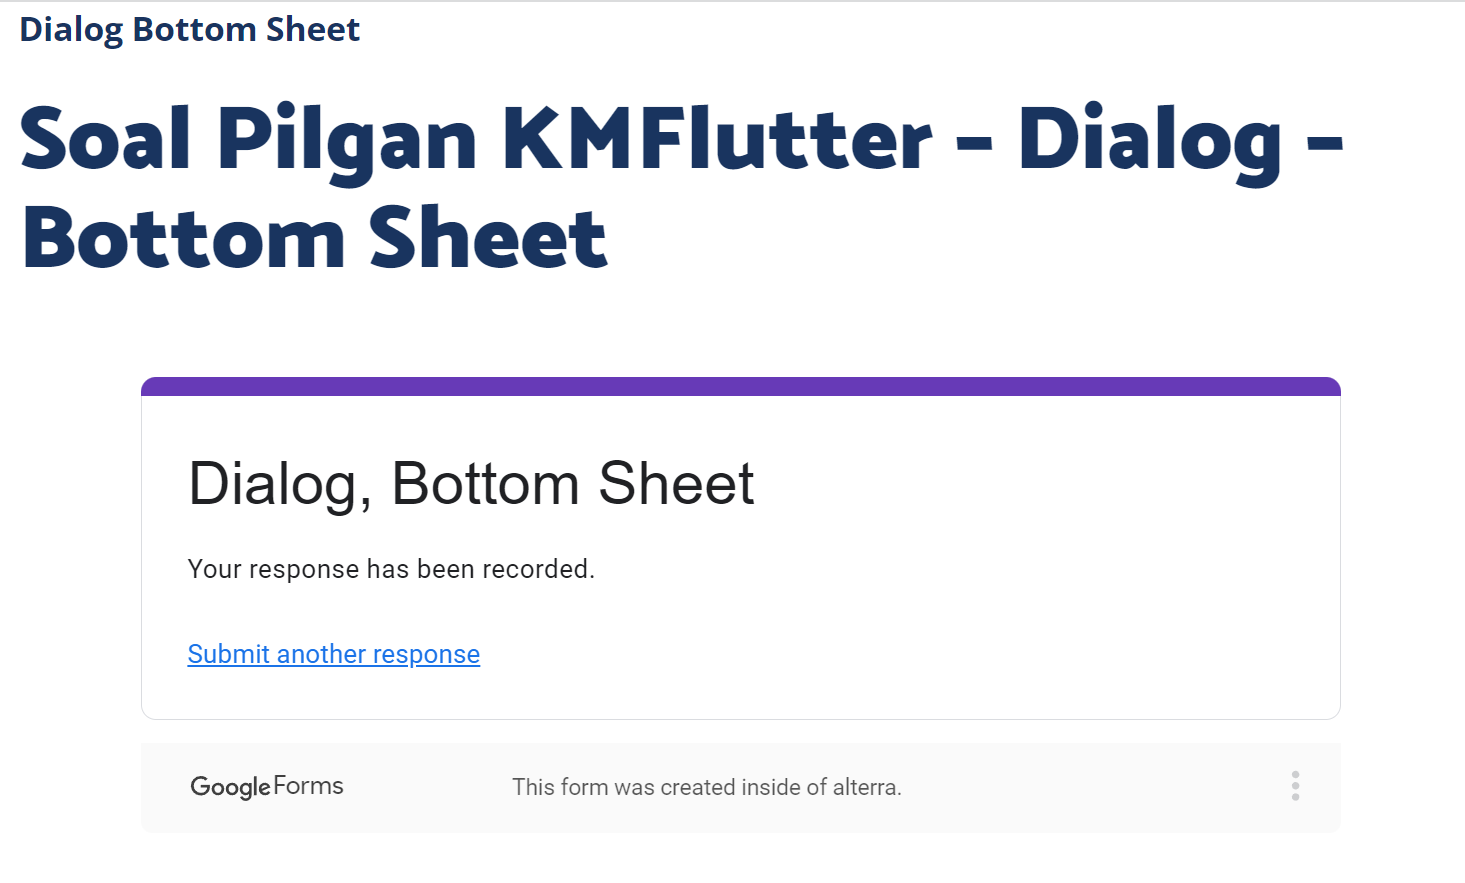 Dialog Bottom Sheet
Soal Pilgan KMFlutter – Dialog –
Bottom Sheet
Dialog, Bottom Sheet
Your response has been recorded.
Submit another response
Google Forms
This form was created inside of alterra.